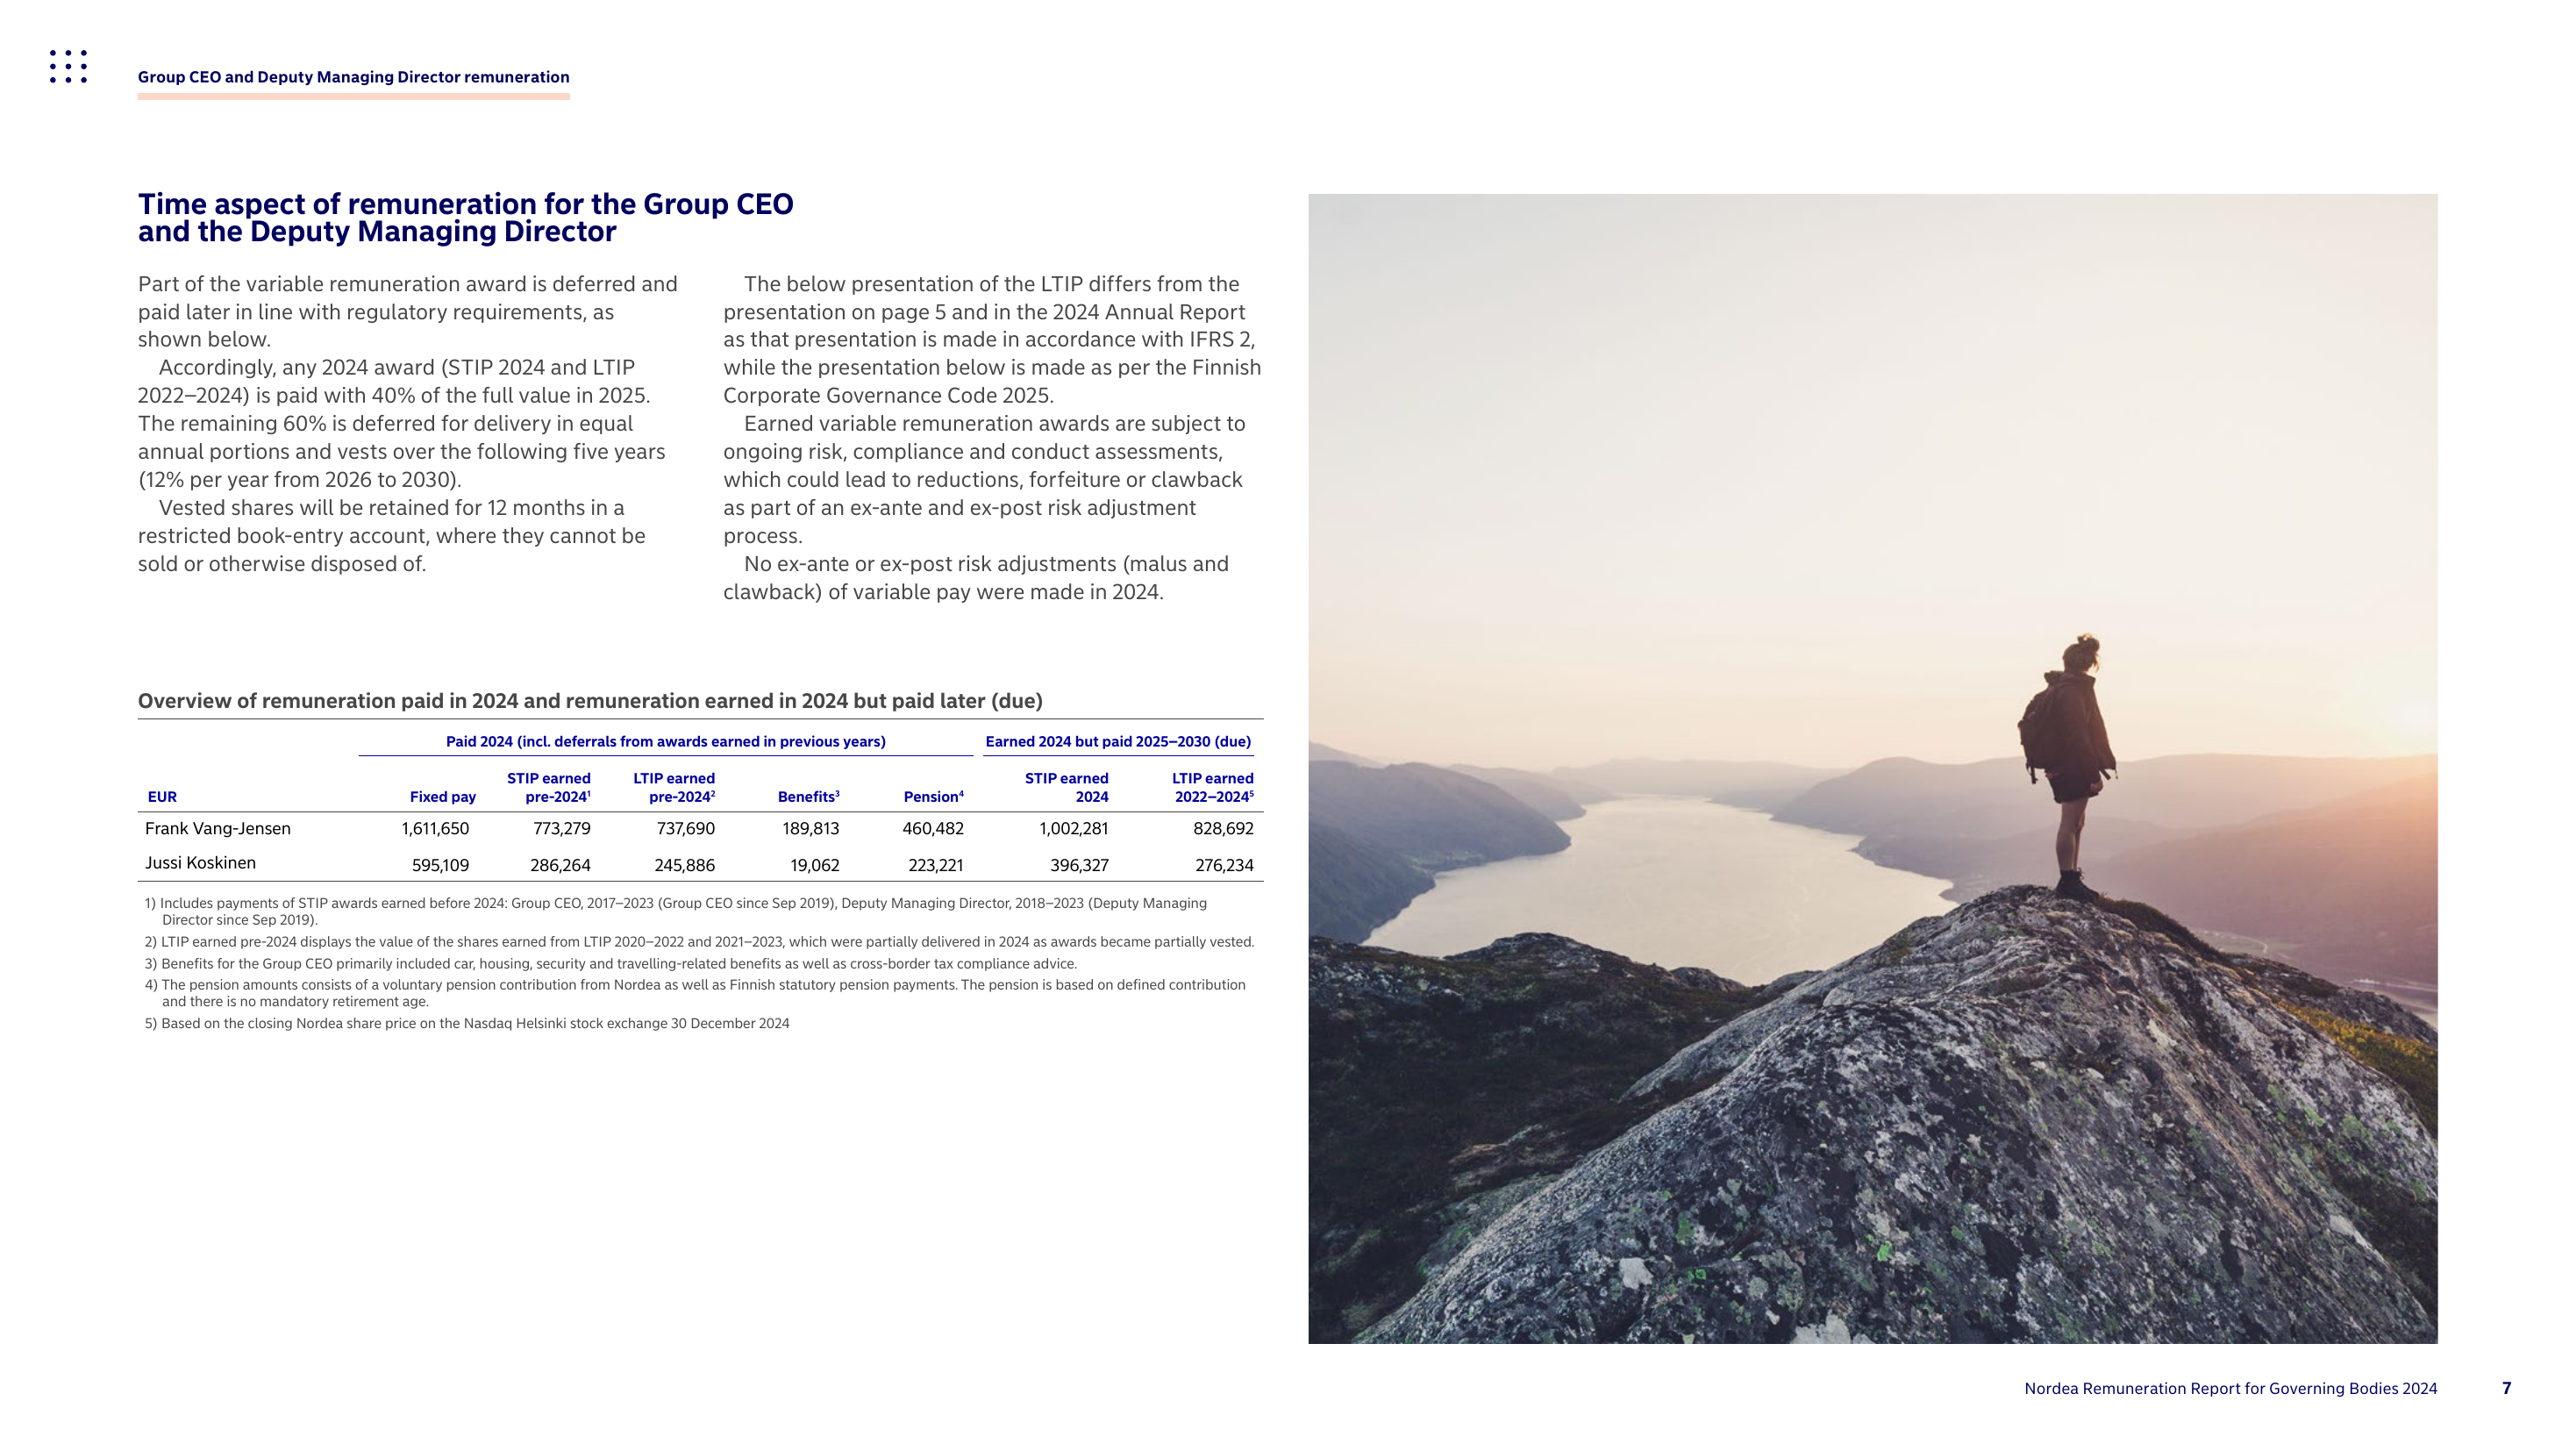 Group CEO and Deputy Managing Director remuneration
Time aspect of remuneration for the Group CEO
and the Deputy Managing Director
Part of the variable remuneration award is deferred and
paid later in line with regulatory requirements, as
shown below.
Accordingly, any 2024 award (STIP 2024 and LTIP
2022–2024) is paid with 40% of the full value in 2025.
The remaining 60% is deferred for delivery in equal
annual portions and vests over the following five years
(12% per year from 2026 to 2030).
Vested shares will be retained for 12 months in a
restricted book-entry account, where they cannot be
sold or otherwise disposed of.
The below presentation of the LTIP differs from the
presentation on page 5 and in the 2024 Annual Report
as that presentation is made in accordance with IFRS 2,
while the presentation below is made as per the Finnish
Corporate Governance Code 2025.
Earned variable remuneration awards are subject to
ongoing risk, compliance and conduct assessments,
which could lead to reductions, forfeiture or clawback
as part of an ex-ante and ex-post risk adjustment
process.
No ex-ante or ex-post risk adjustments (malus and
clawback) of variable pay were made in 2024.
Overview of remuneration paid in 2024 and remuneration earned in 2024 but paid later (due)
Paid 2024 (incl. deferrals from awards earned in previous years) Earned 2024 but paid 2025–2030 (due)
STIP earned LTIP earned STIP earned LTIP earned
EUR Fixed pay pre-2024¹ pre-2024² Benefits³ Pension⁴ 2024 2022–2024⁵
Frank Vang-Jensen 1,611,650 773,279 737,690 189,813 460,482 1,002,281 828,692
Jussi Koskinen 595,109 286,264 245,886 19,062 223,221 396,327 276,234
1) Includes payments of STIP awards earned before 2024: Group CEO, 2017–2023 (Group CEO since Sep 2019), Deputy Managing Director, 2018–2023 (Deputy Managing
Director since Sep 2019).
2) LTIP earned pre-2024 displays the value of the shares earned from LTIP 2020–2022 and 2021–2023, which were partially delivered in 2024 as awards became partially vested.
3) Benefits for the Group CEO primarily included car, housing, security and travelling-related benefits as well as cross-border tax compliance advice.
4) The pension amounts consists of a voluntary pension contribution from Nordea as well as Finnish statutory pension payments. The pension is based on defined contribution
and there is no mandatory retirement age.
5) Based on the closing Nordea share price on the Nasdaq Helsinki stock exchange 30 December 2024
Nordea Remuneration Report for Governing Bodies 2024 7